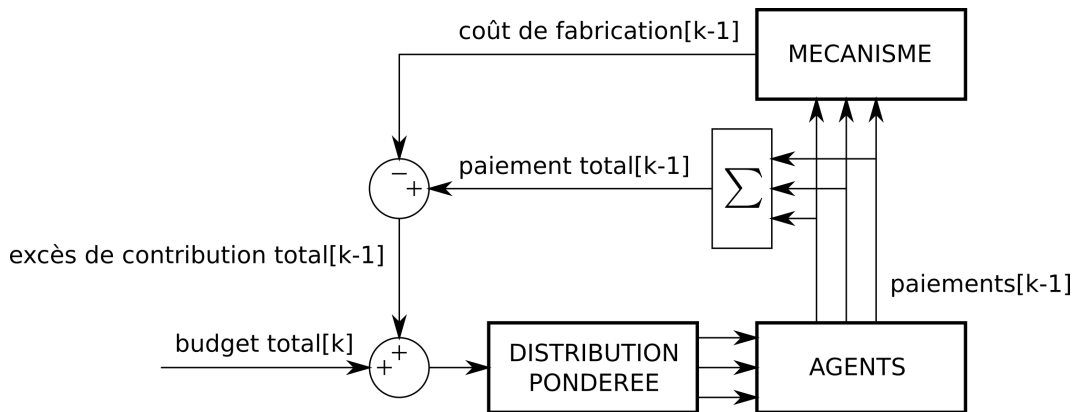 coût de fabrication[k-1]
MECANISME
−
+
paiement total[k-1]
∑
excès de contribution total[k-1]
paiements[k-1]
budget total[k]
+
+
DISTRIBUTION
PONDEREE
AGENTS